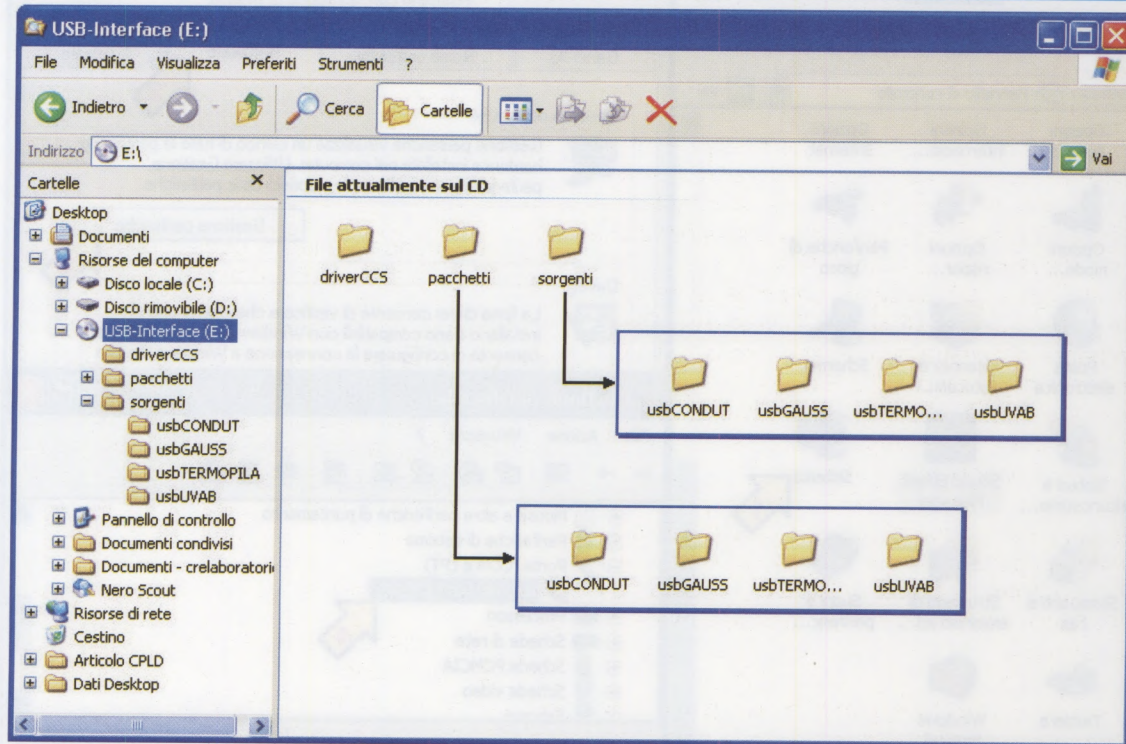 USB-Interface (E:)
File Modifica Visualizza Preferiti Strumenti ?
Indietro Cerca Cartelle
Indirizzo E:\ Vai
Cartelle
Desktop
Documenti
Risorse del computer
Disco locale (C:)
Disco rimovibile (D:)
USB-Interface (E:)
driverCCS
pacchetti
sorgenti
usbCONDUT
usbGAUSS
usbTERMOPILA
usbUVAB
Pannello di controllo
Documenti condivisi
Documenti - crelaboratori
Nero Scout
Risorse di rete
Cestino
Articolo CPLD
Dati Desktop
File attualmente sul CD
driverCCS pacchetti sorgenti
usbCONDUT usbGAUSS usbTERMO... usbUVAB
usbCONDUT usbGAUSS usbTERMO... usbUVAB